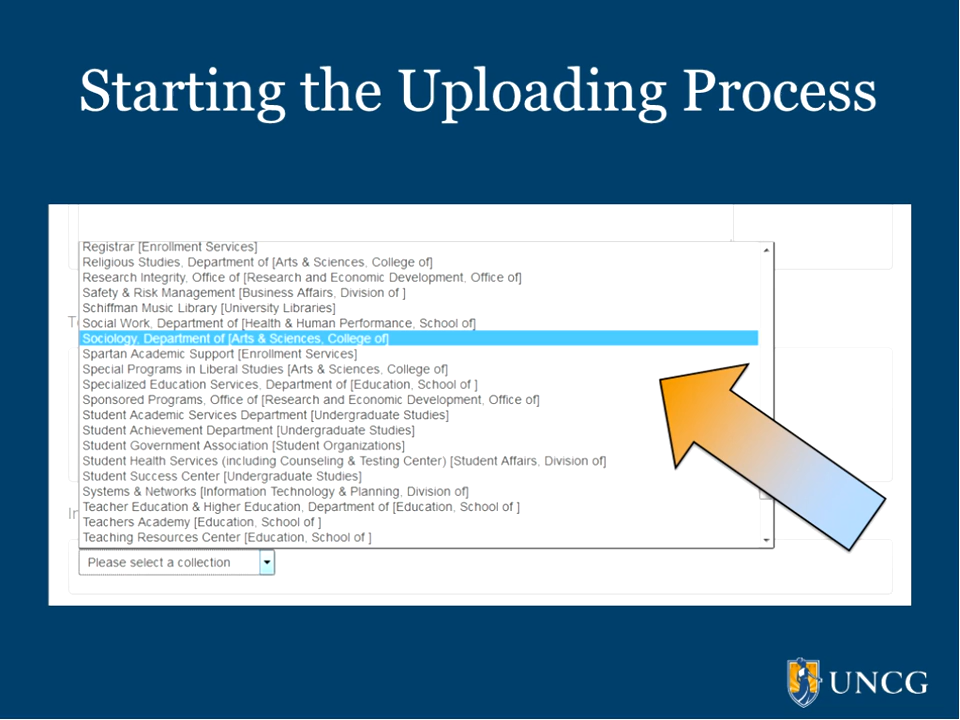 Starting the Uploading Process
Registrar [Enrollment Services]
Religious Studies, Department of [Arts & Sciences, College of]
Research Integrity, Office of [Research and Economic Development, Office of]
Safety & Risk Management [Business Affairs, Division of ]
Schiffman Music Library [University Libraries]
Social Work, Department of [Health & Human Performance, School of]
Sociology, Department of [Arts & Sciences, College of]
Spartan Academic Support [Enrollment Services]
Special Programs in Liberal Studies [Arts & Sciences, College of]
Specialized Education Services, Department of [Education, School of ]
Sponsored Programs, Office of [Research and Economic Development, Office of]
Student Academic Services Department [Undergraduate Studies]
Student Achievement Department [Undergraduate Studies]
Student Government Association [Student Organizations]
Student Health Services (including Counseling & Testing Center) [Student Affairs, Division of]
Student Success Center [Undergraduate Studies]
Systems & Networks [Information Technology & Planning, Division of]
Teacher Education & Higher Education, Department of [Education, School of ]
Teachers Academy [Education, School of ]
Teaching Resources Center [Education, School of ]
Please select a collection
UNCG